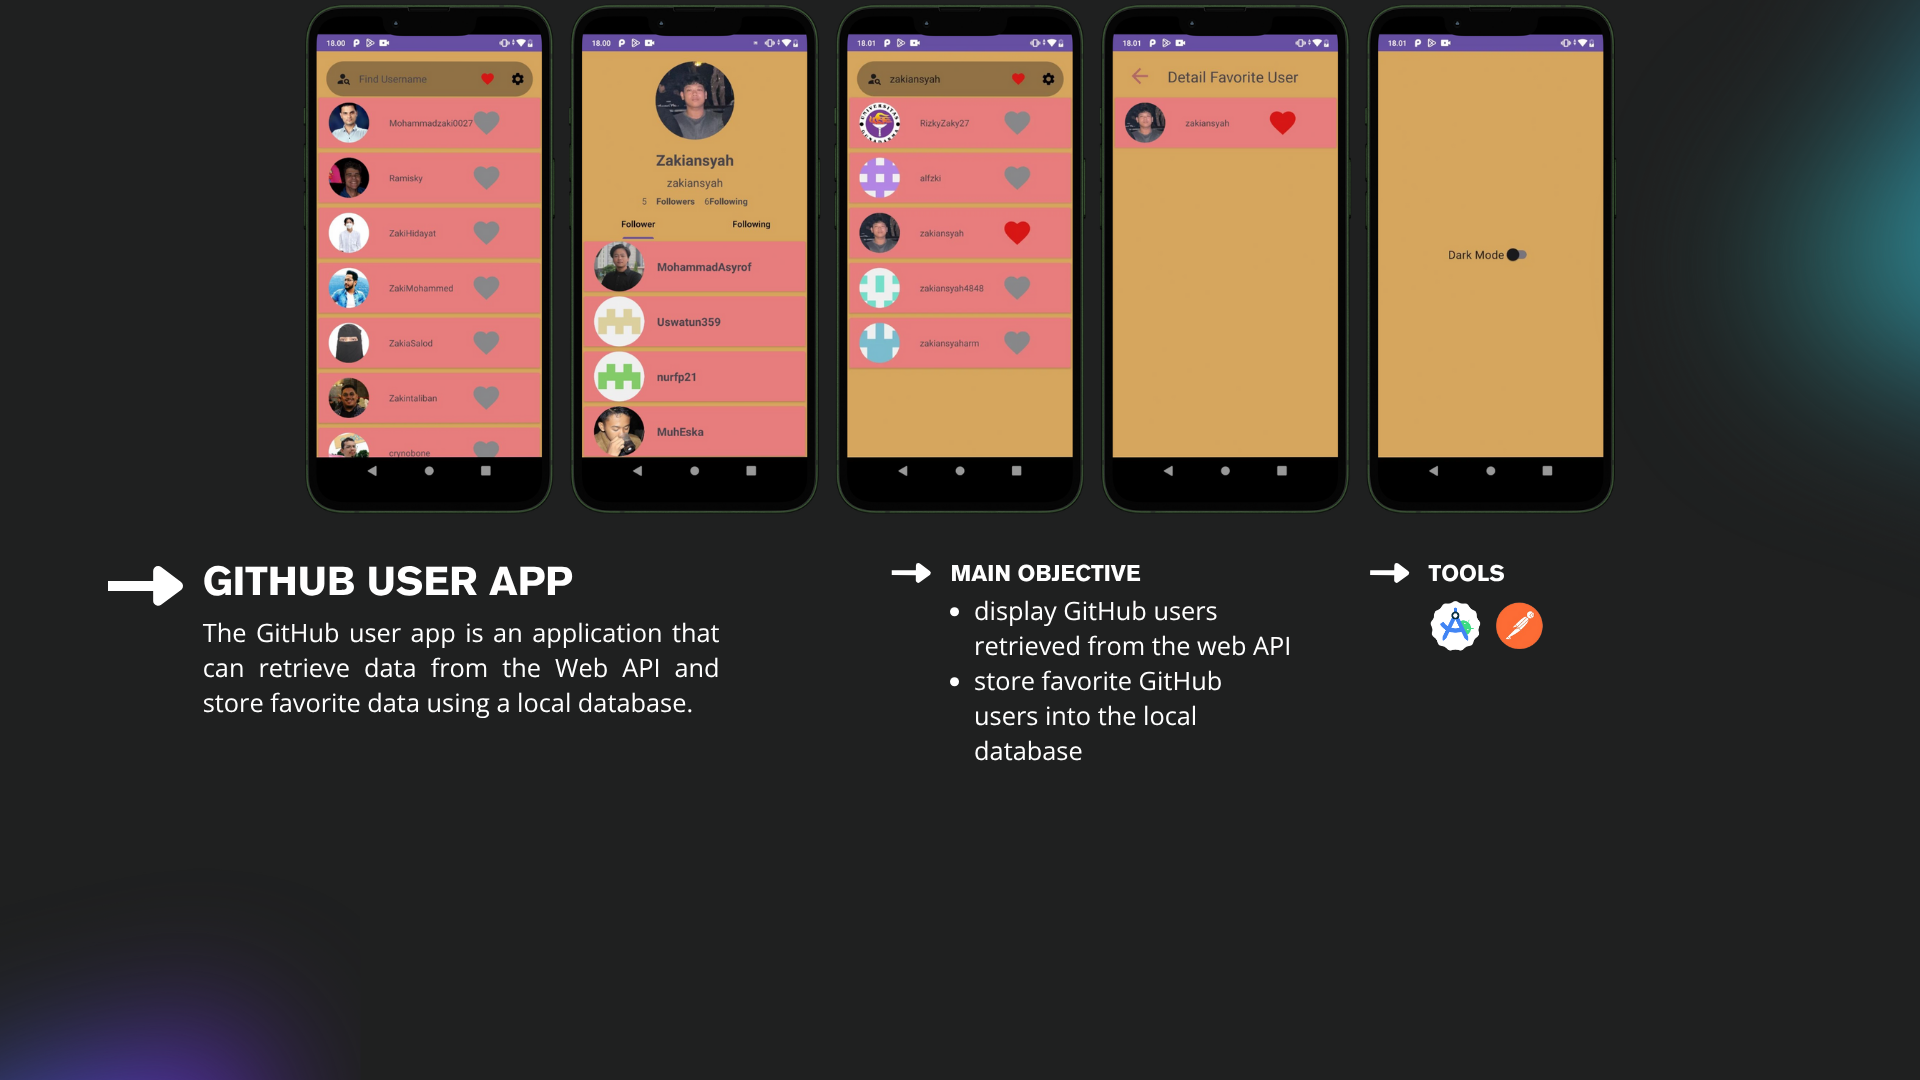 18.00
Find Username
Mohammadzaki0027
Ramisky
ZakiHidayat
ZakiMohammed
ZakiaSalod
Zakintaliban
crynobone
18.00
Zakiansyah
zakiansyah
5 Followers 6Following
Follower Following
MohammadAsyrof
Uswatun359
nurfp21
MuhEska
18.01
zakiansyah
RizkyZaky27
alfzki
zakiansyah
zakiansyah4848
zakiansyaharm
18.01
Detail Favorite User
zakiansyah
18.01
Dark Mode
GITHUB USER APP
The GitHub user app is an application that
can retrieve data from the Web API and
store favorite data using a local database.
MAIN OBJECTIVE
• display GitHub users
retrieved from the web API
• store favorite GitHub
users into the local
database
TOOLS